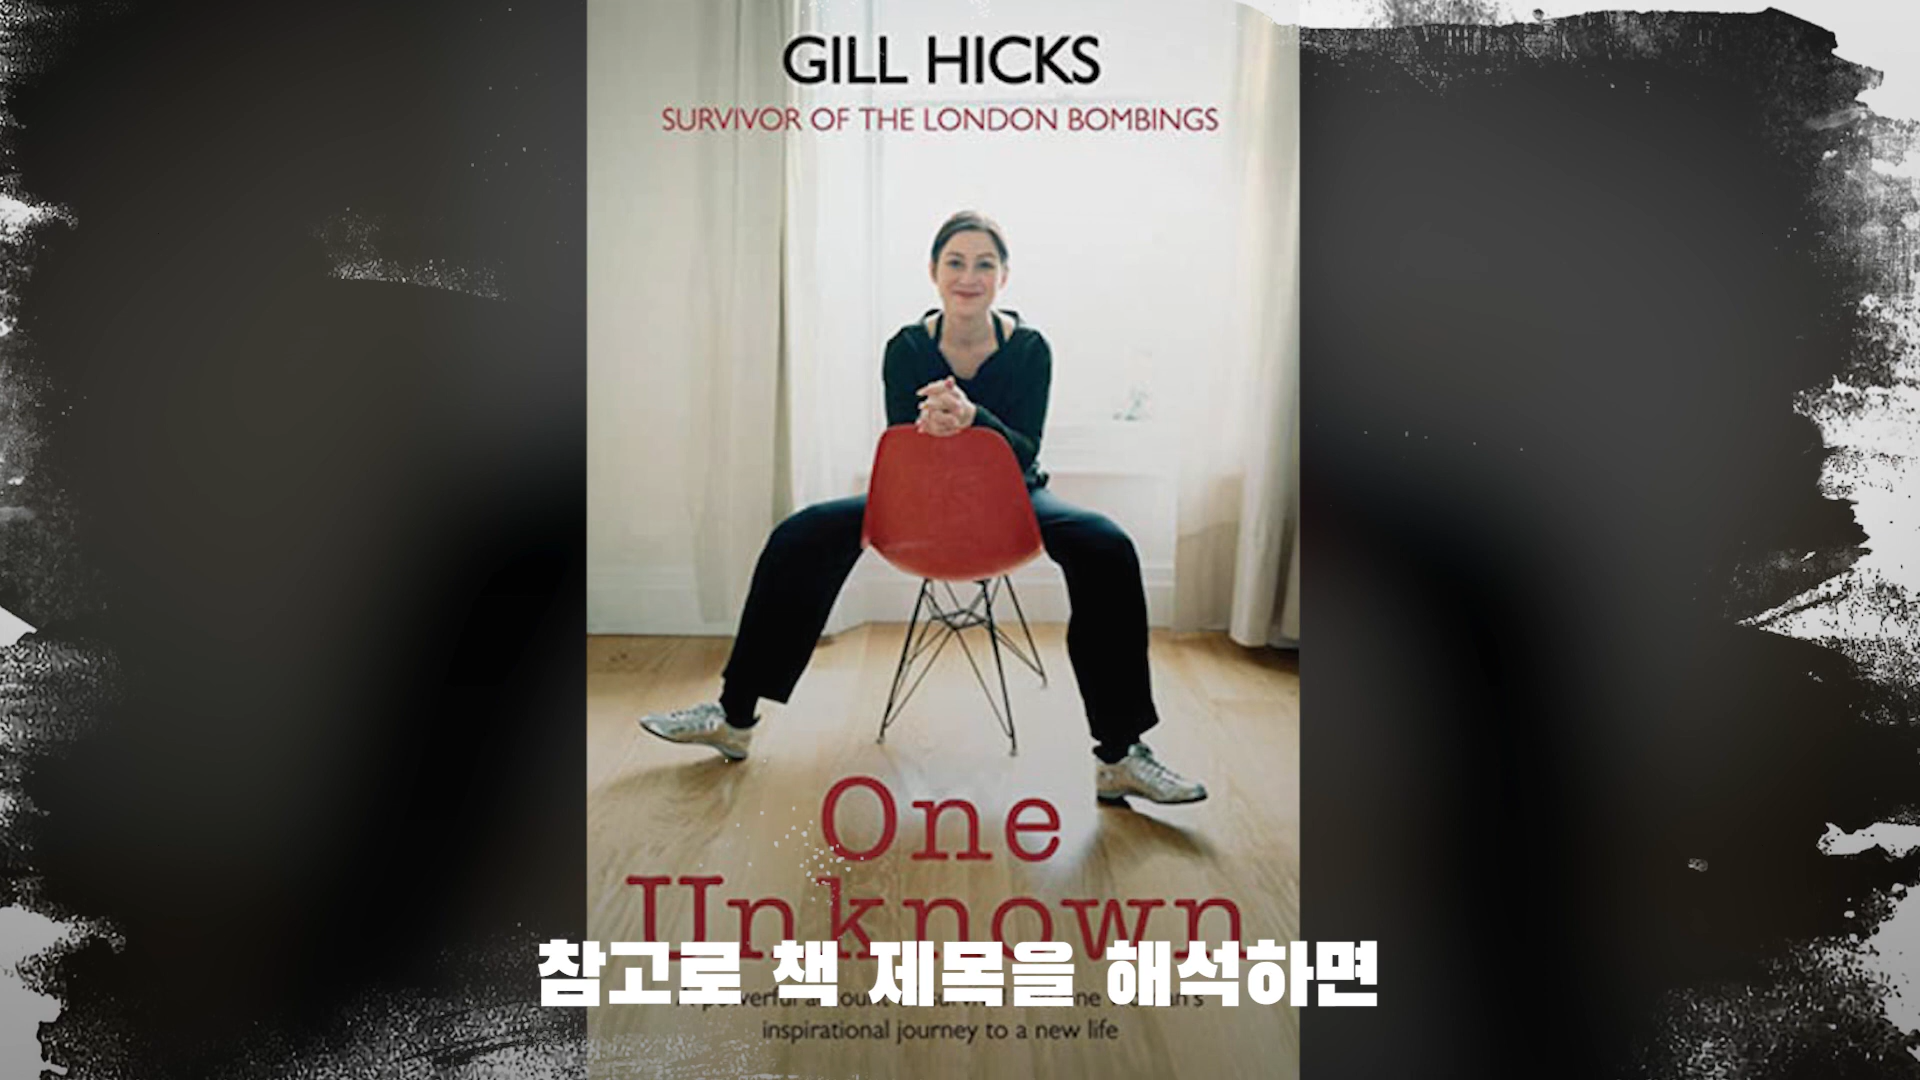 GILL HICKS
SURVIVOR OF THE LONDON BOMBINGS
One
Unknown
참고로 책 제목을 해석하면
inspirational journey to a new life